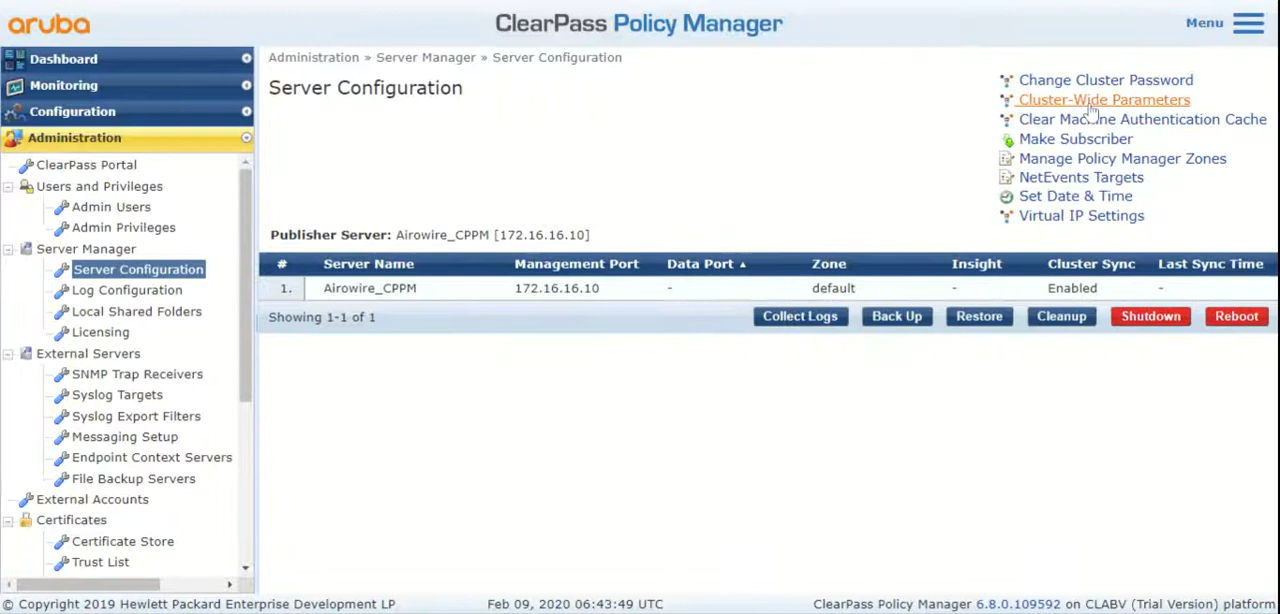 aruba
ClearPass Policy Manager
Menu
Dashboard
Monitoring
Configuration
Administration
ClearPass Portal
Users and Privileges
Admin Users
Admin Privileges
Server Manager
Server Configuration
Log Configuration
Local Shared Folders
Licensing
External Servers
SNMP Trap Receivers
Syslog Targets
Syslog Export Filters
Messaging Setup
Endpoint Context Servers
File Backup Servers
External Accounts
Certificates
Certificate Store
Trust List
Administration » Server Manager » Server Configuration
Server Configuration
Change Cluster Password
Cluster-Wide Parameters
Clear Machine Authentication Cache
Make Subscriber
Manage Policy Manager Zones
NetEvents Targets
Set Date & Time
Virtual IP Settings
Publisher Server: Airowire_CPPM [172.16.16.10]
# Server Name Management Port Data Port ▲ Zone Insight Cluster Sync Last Sync Time
1. Airowire_CPPM 172.16.16.10 - default - Enabled -
Showing 1-1 of 1 Collect Logs Back Up Restore Cleanup Shutdown Reboot
© Copyright 2019 Hewlett Packard Enterprise Development LP Feb 09, 2020 06:43:49 UTC ClearPass Policy Manager 6.8.0.109592 on CLABV (Trial Version) platform